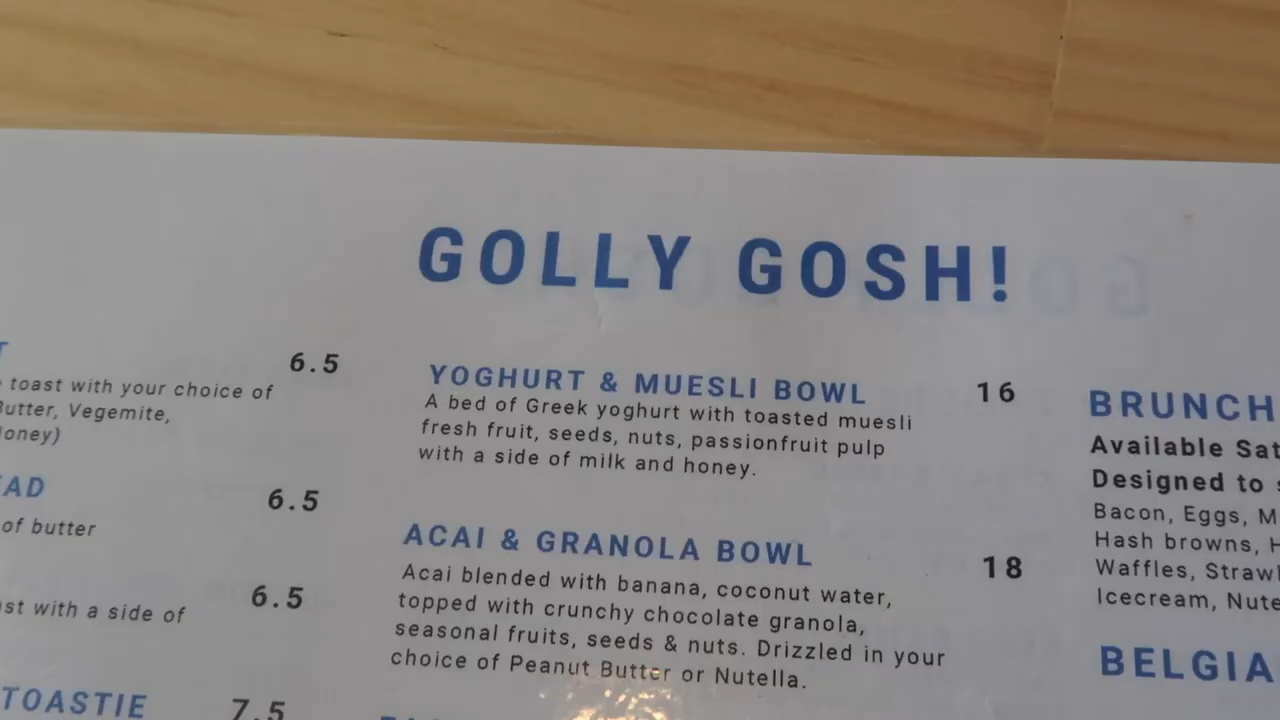 GOLLY GOSH!
6.5
toast with your choice of
Butter, Vegemite,
Honey)
6.5
of butter
6.5
with a side of
TOASTIE
7.5
YOGHURT & MUESLI BOWL
16
A bed of Greek yoghurt with toasted muesli
fresh fruit, seeds, nuts, passionfruit pulp
with a side of milk and honey.
ACAI & GRANOLA BOWL
18
Acai blended with banana, coconut water,
topped with crunchy chocolate granola,
seasonal fruits, seeds & nuts. Drizzled in your
choice of Peanut Butter or Nutella.
BRUNCH
Available Sat
Designed to
Bacon, Eggs, M
Hash browns, H
Waffles, Strawb
Icecream, Nute
BELGIA